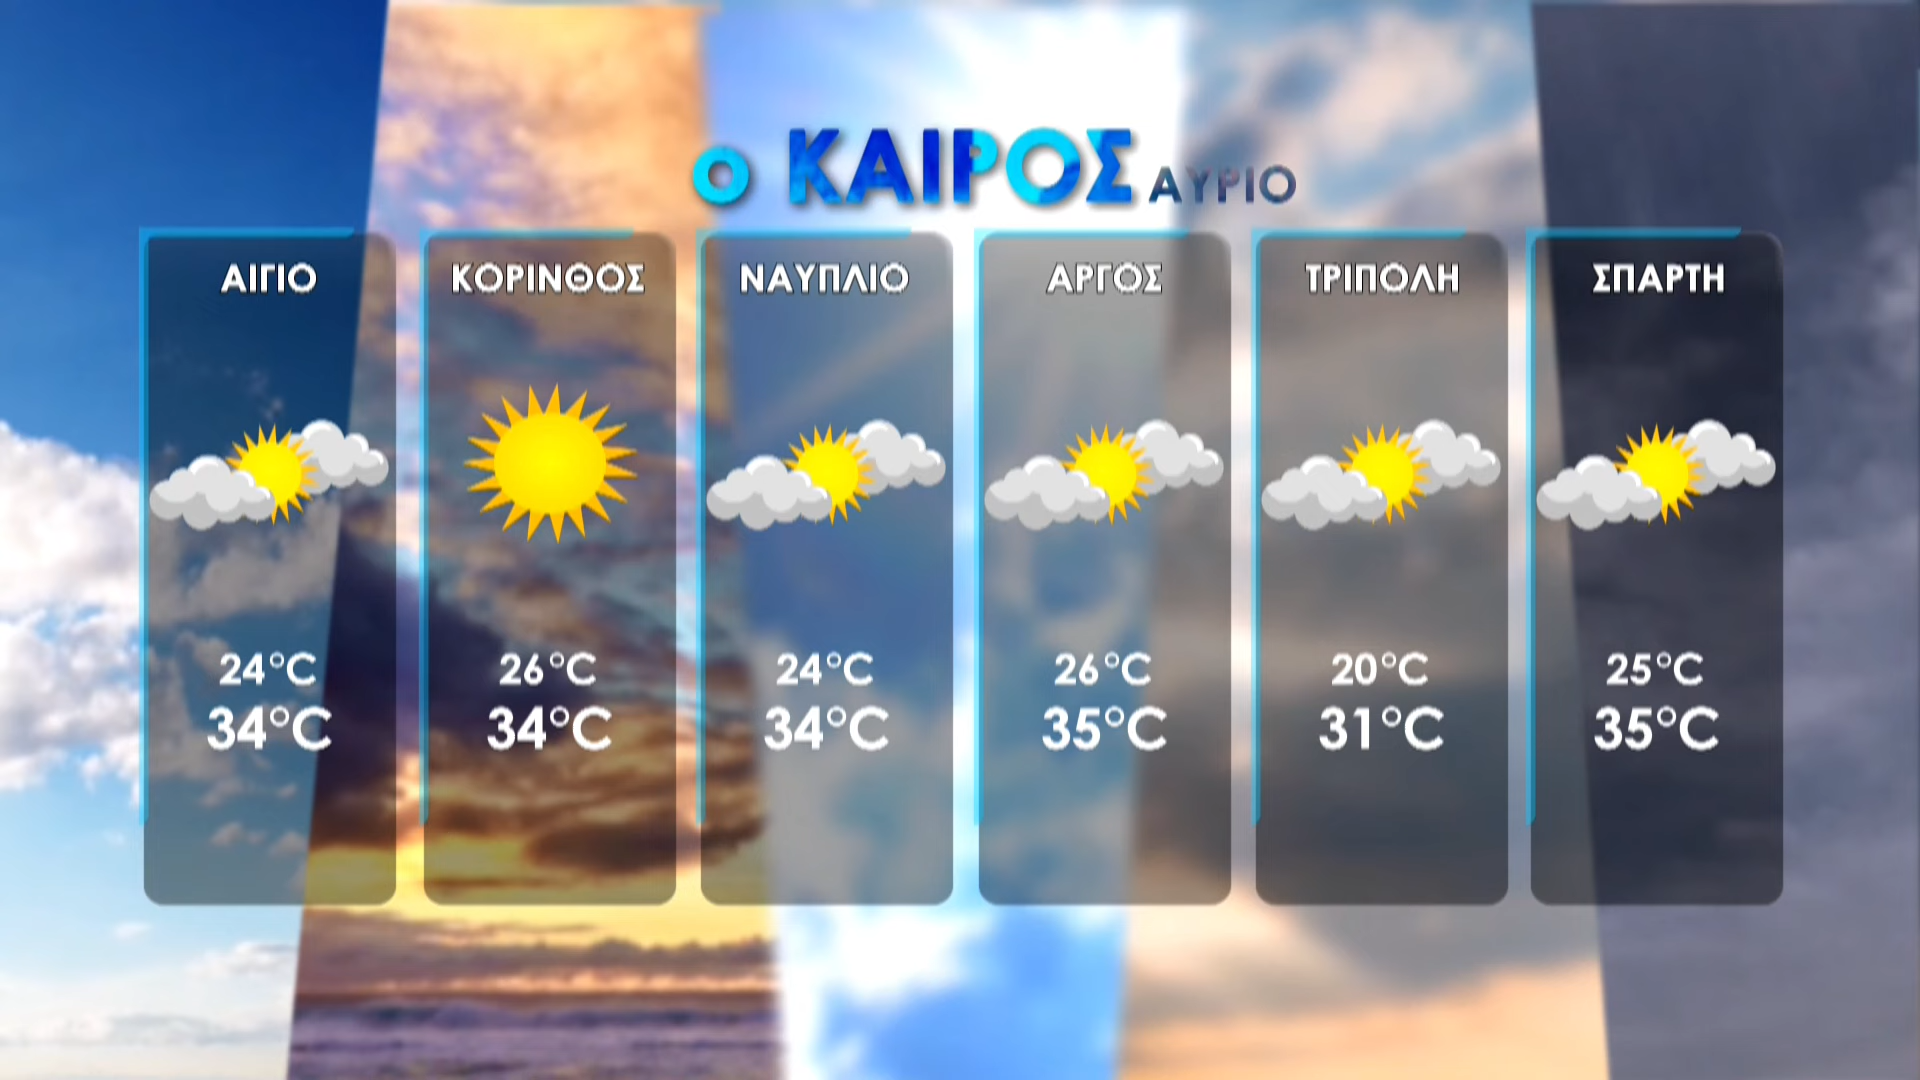 ο ΚΑΙΡΟΣ ΑΥΡΙΟ
ΑΙΓΙΟ
24°C
34°C
ΚΟΡΙΝΘΟΣ
26°C
34°C
ΝΑΥΠΛΙΟ
24°C
34°C
ΑΡΓΟΣ
26°C
35°C
ΤΡΙΠΟΛΗ
20°C
31°C
ΣΠΑΡΤΗ
25°C
35°C